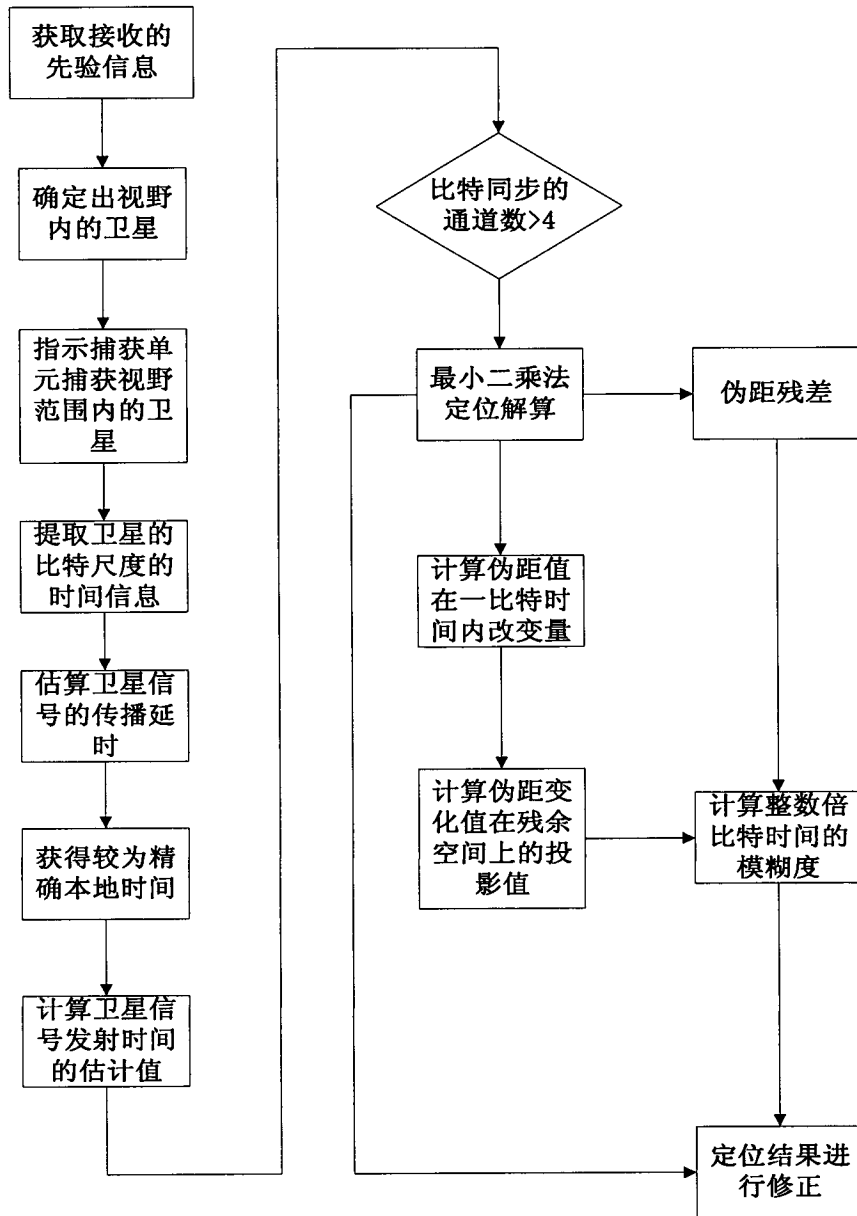 获取接收的
先验信息
确定出视野
内的卫星
指示捕获单
元捕获视野
范围内的卫
星
提取卫星的
比特尺度的
时间信息
估算卫星信
号的传播延
时
获得较为精
确本地时间
计算卫星信
号发射时间
的估计值
比特同步的
通道数>4
最小二乘法
定位解算
伪距残差
计算伪距值
在一比特时
间内改变量
计算伪距变
化值在残余
空间上的投
影值
计算整数倍
比特时间的
模糊度
定位结果进
行修正